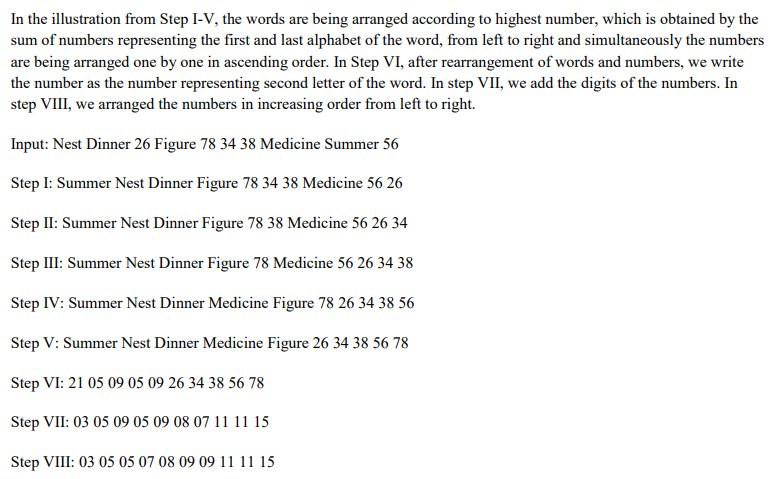 In the illustration from Step I-V, the words are being arranged according to highest number, which is obtained by the
sum of numbers representing the first and last alphabet of the word, from left to right and simultaneously the numbers
are being arranged one by one in ascending order. In Step VI, after rearrangement of words and numbers, we write
the number as the number representing second letter of the word. In step VII, we add the digits of the numbers. In
step VIII, we arranged the numbers in increasing order from left to right.
Input: Nest Dinner 26 Figure 78 34 38 Medicine Summer 56
Step I: Summer Nest Dinner Figure 78 34 38 Medicine 56 26
Step II: Summer Nest Dinner Figure 78 38 Medicine 56 26 34
Step III: Summer Nest Dinner Figure 78 Medicine 56 26 34 38
Step IV: Summer Nest Dinner Medicine Figure 78 26 34 38 56
Step V: Summer Nest Dinner Medicine Figure 26 34 38 56 78
Step VI: 21 05 09 05 09 26 34 38 56 78
Step VII: 03 05 09 05 09 08 07 11 11 15
Step VIII: 03 05 05 07 08 09 09 11 11 15